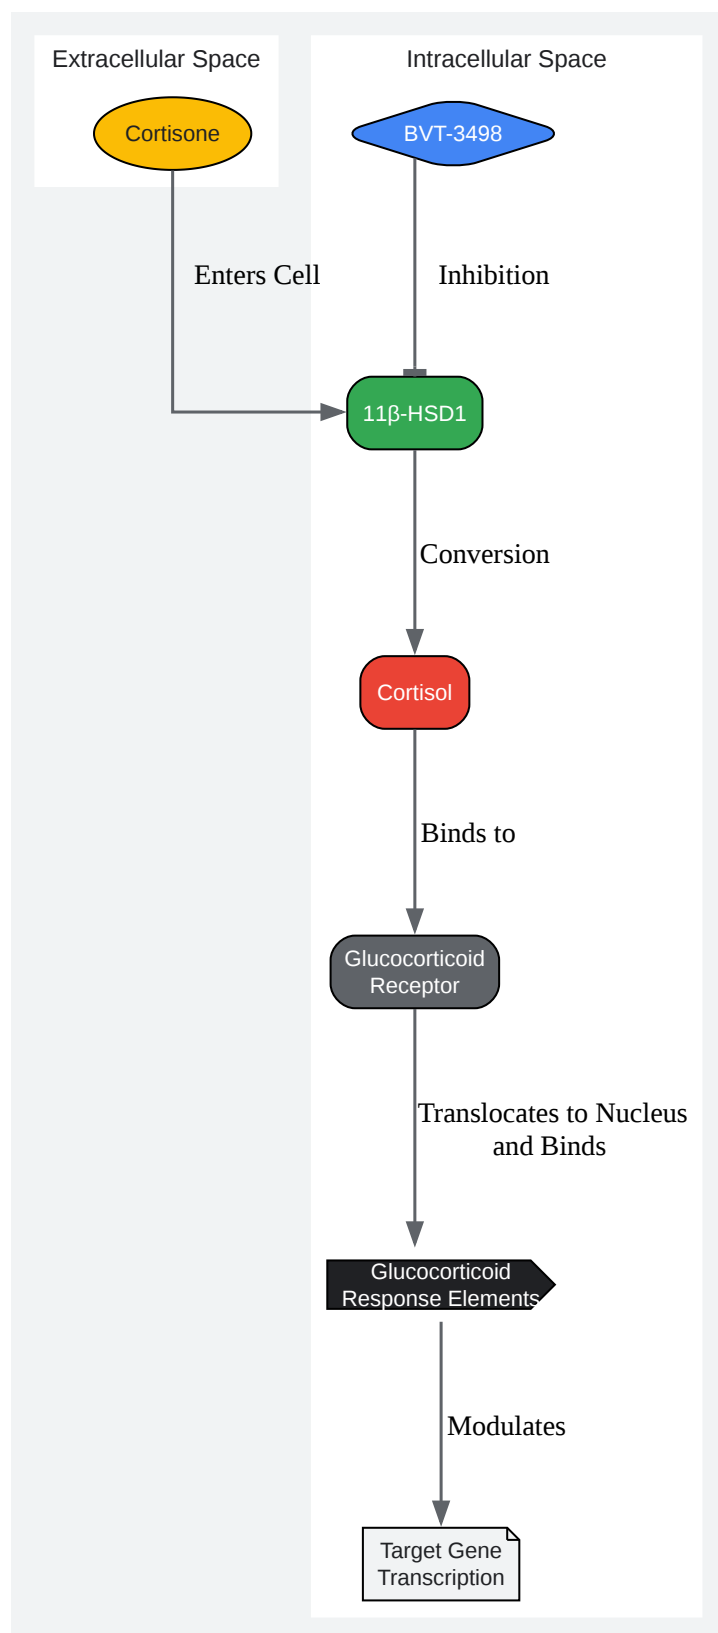 Extracellular Space
Intracellular Space
Cortisone
BVT-3498
Enters Cell
Inhibition
11β-HSD1
Conversion
Cortisol
Binds to
Glucocorticoid
Receptor
Translocates to Nucleus
and Binds
Glucocorticoid
Response Elements
Modulates
Target Gene
Transcription